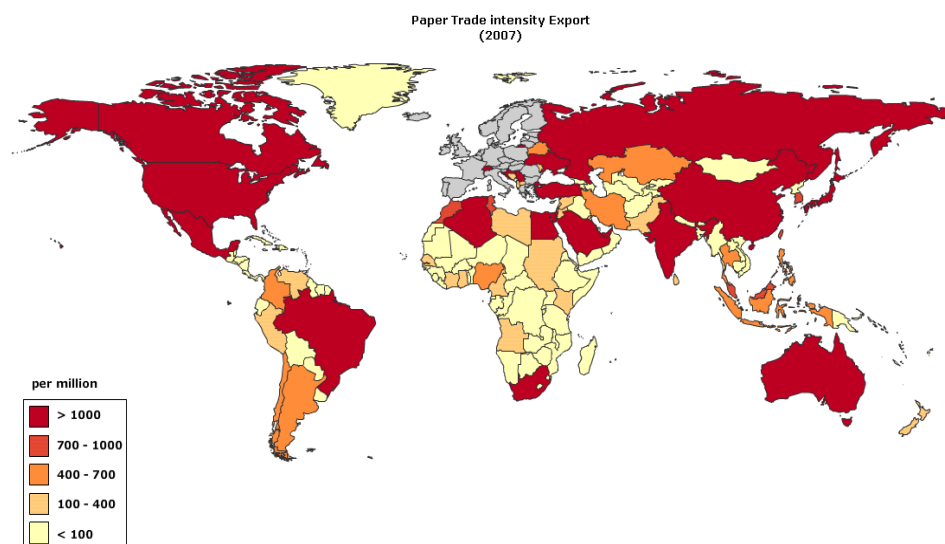 Paper Trade intensity Export
(2007)
per million
> 1000
700 - 1000
400 - 700
100 - 400
< 100